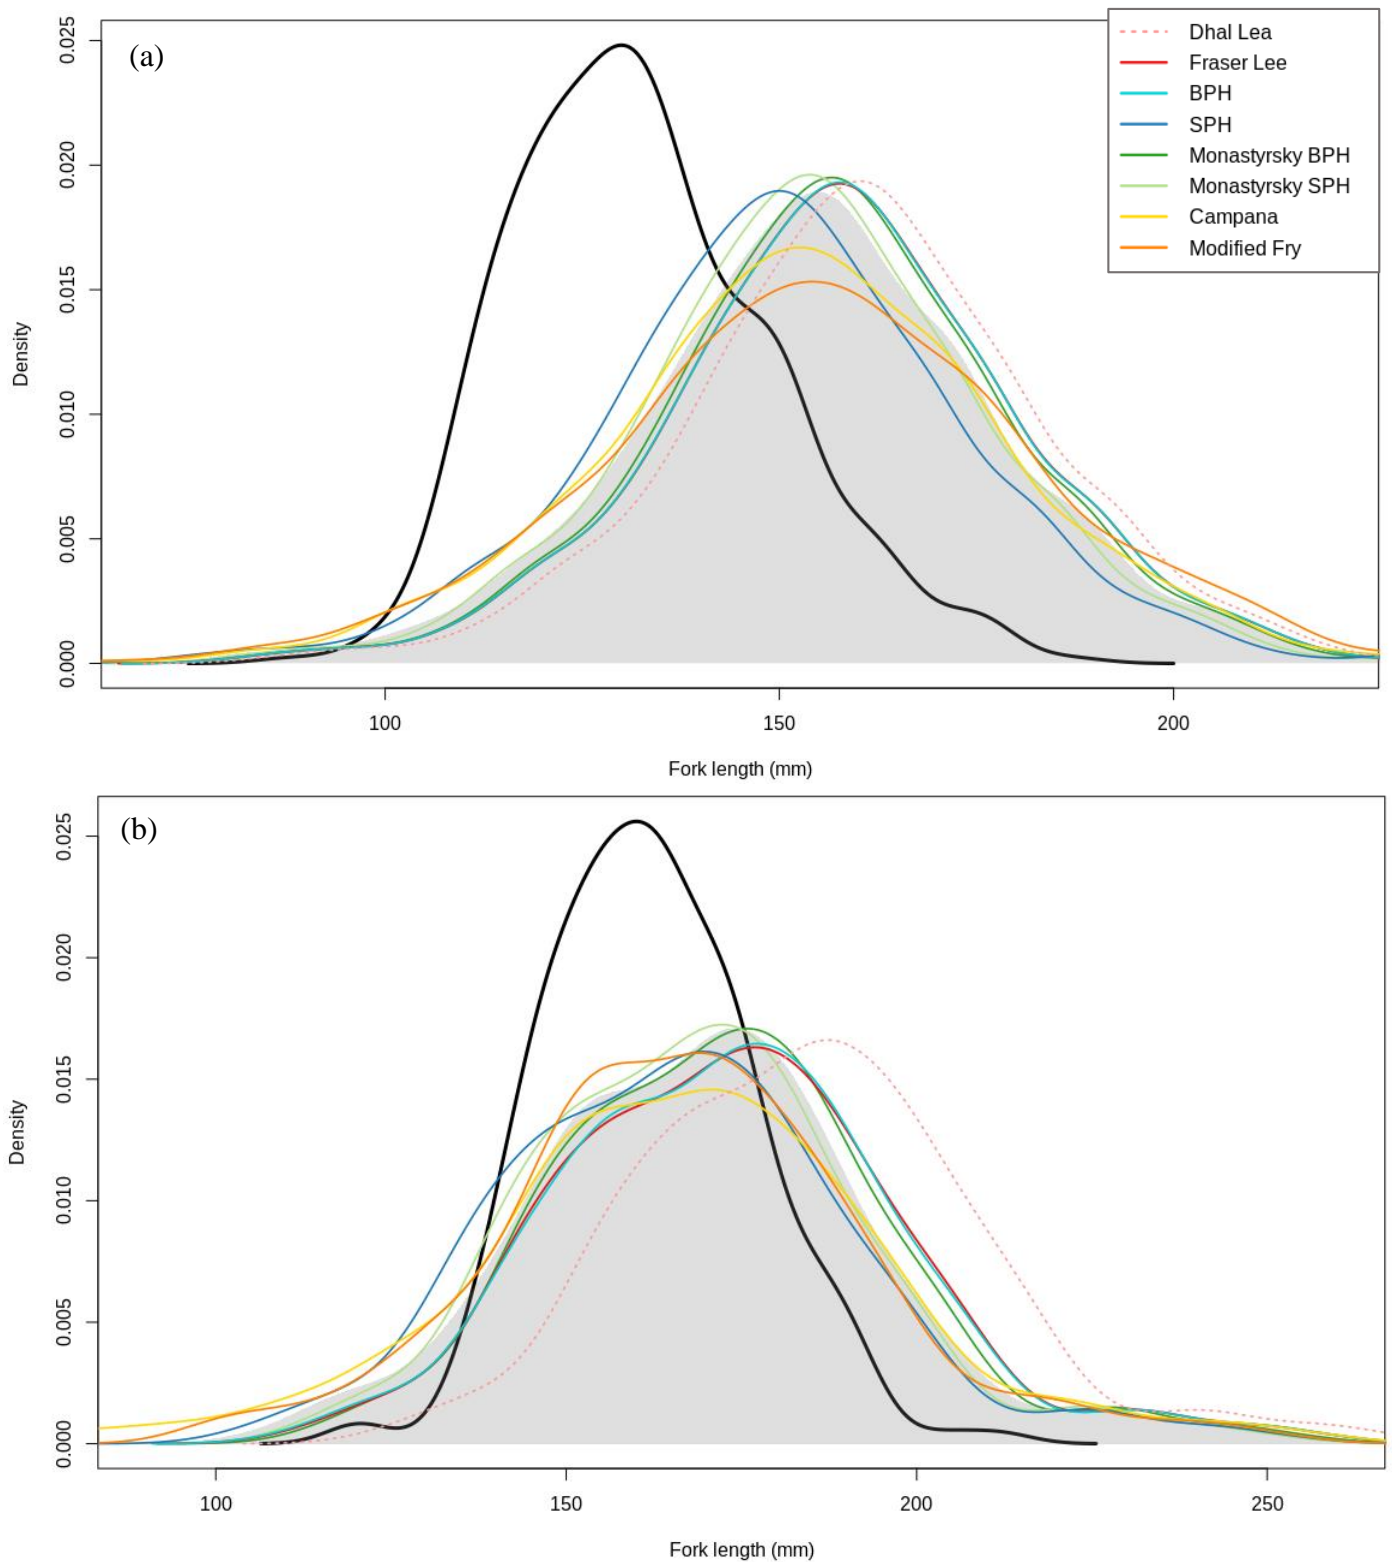 (a)
Dhal Lea
Fraser Lee
BPH
SPH
Monastyrsky BPH
Monastyrsky SPH
Campana
Modified Fry
Density
0.025
0.020
0.015
0.010
0.005
0.000
100 150 200
Fork length (mm)
(b)
Density
0.025
0.020
0.015
0.010
0.005
0.000
100 150 200 250
Fork length (mm)